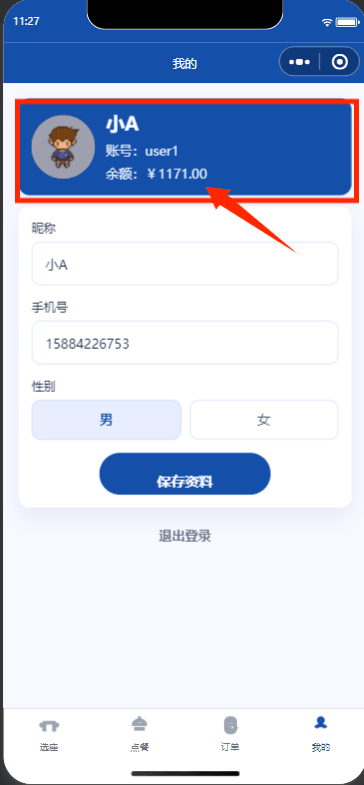 11:27
我的
小A
账号：user1
余额：￥1171.00
昵称
小A
手机号
15884226753
性别
男
女
保存资料
退出登录
选座
点餐
订单
我的